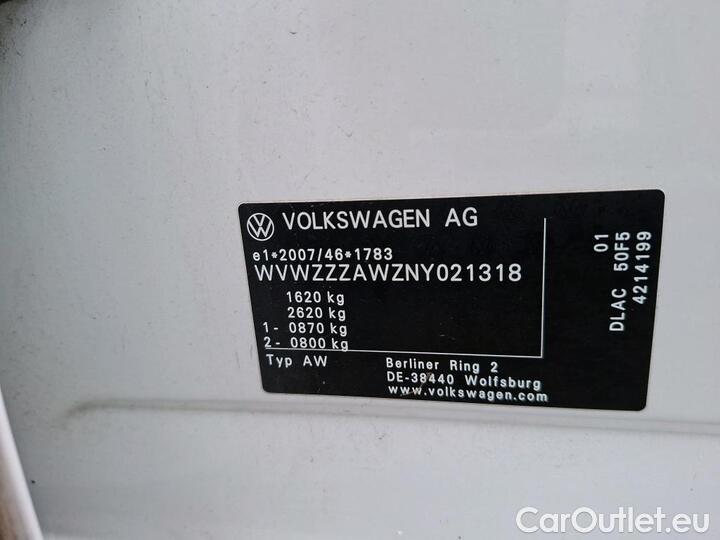 VOLKSWAGEN AG
e1*2007/46*1783
WVWZZZAWZNY021318
1620 kg
2620 kg
1- 0870 kg
2- 0800 kg
Typ AW
Berliner Ring 2
DE-38440 Wolfsburg
www.volkswagen.com
01
DLAC 50F5
4214199
CarOutlet.eu